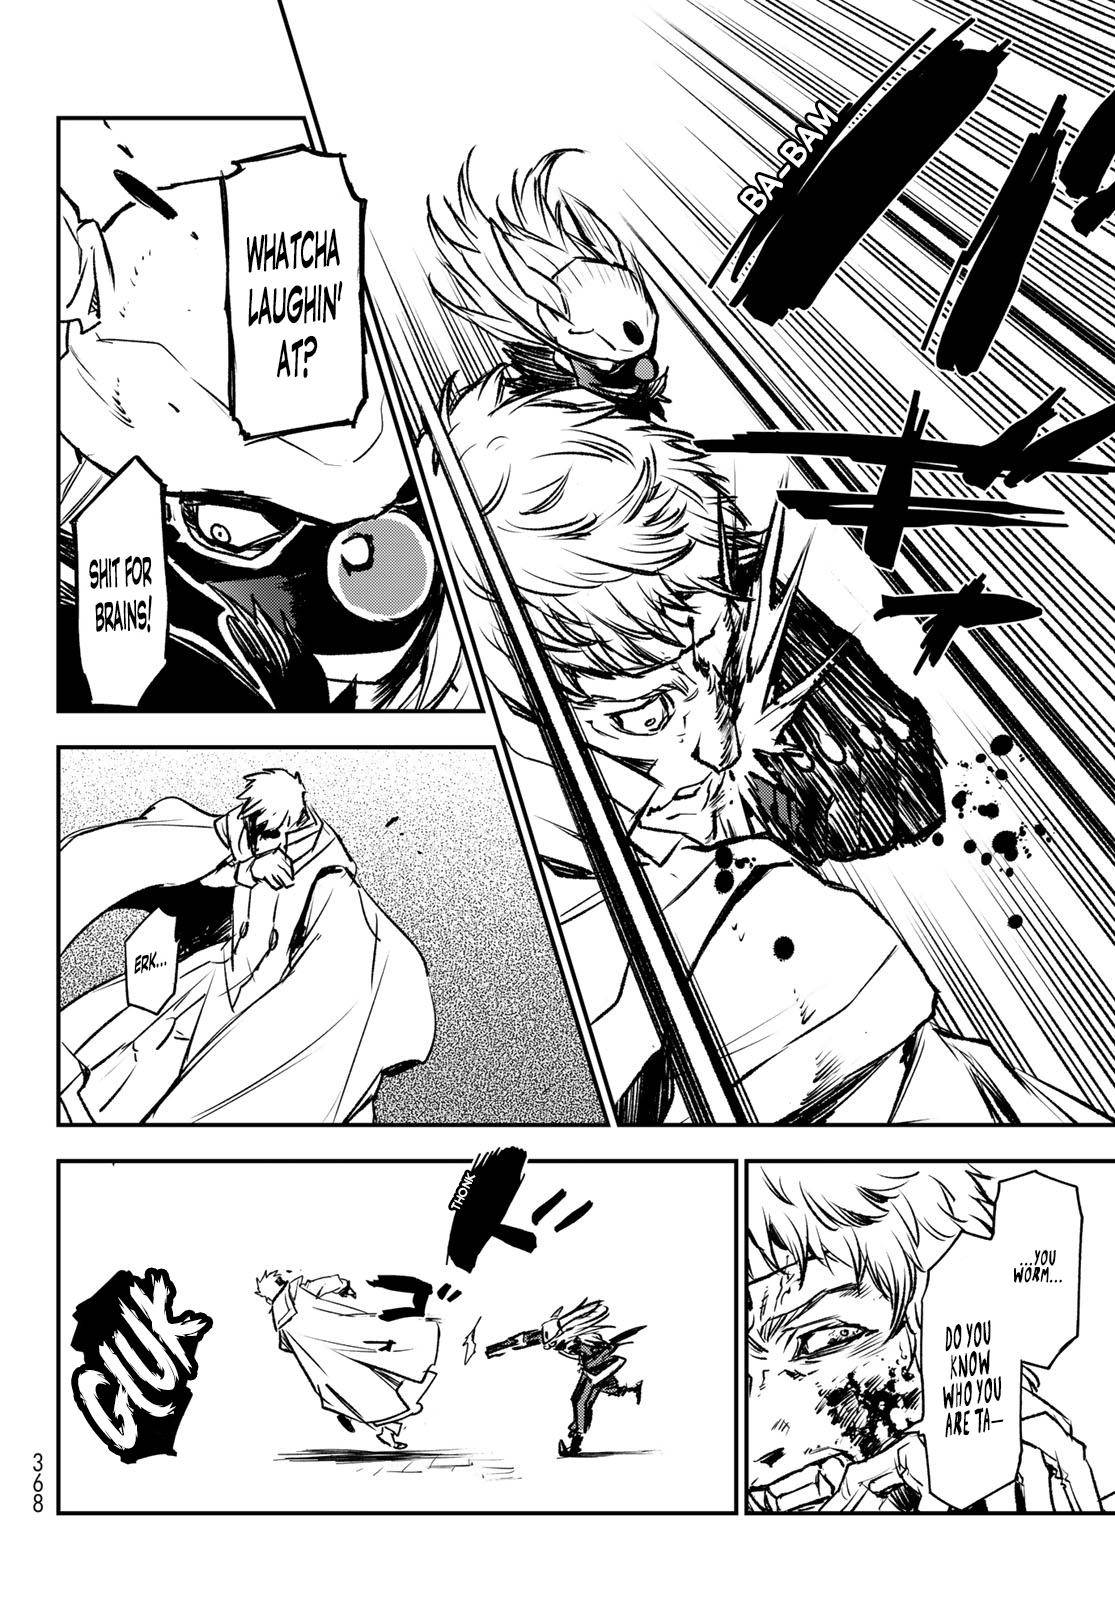 BA-BAM
WHATCHA
LAUGHIN'
AT?
SHIT FOR
BRAINS!
ERK...
...YOU
WORM...
DO YOU
KNOW
WHO YOU
ARE TA—
THONK
GUK
368